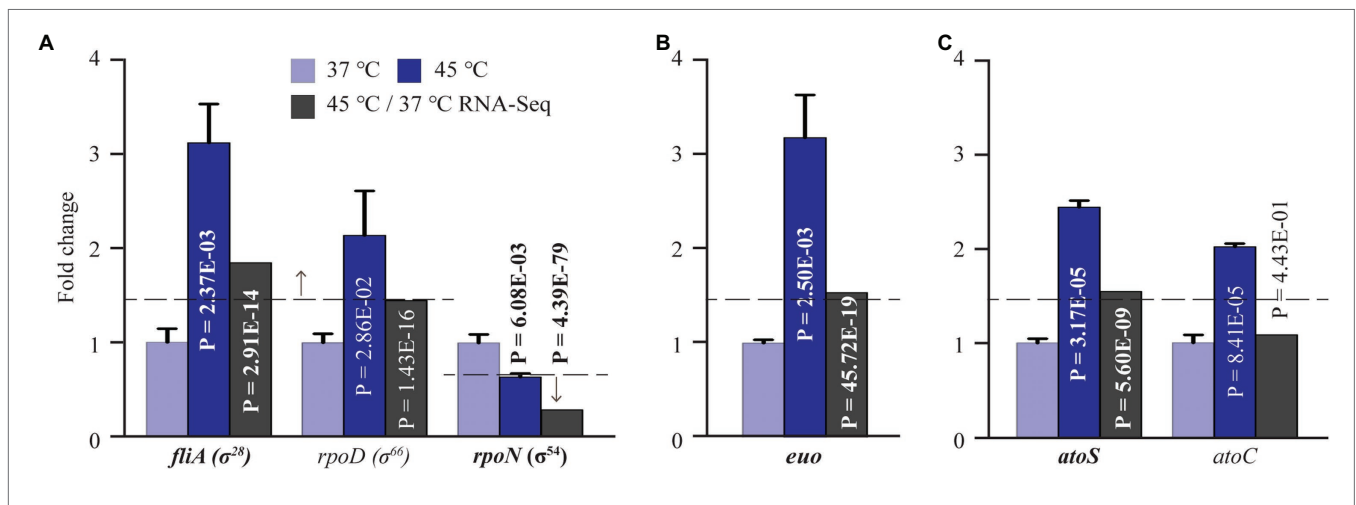 A
4
3
2
1
0
Fold change
37 °C
45 °C
45 °C / 37 °C RNA-Seq
P = 2.37E-03
P = 2.91E-14
P = 2.86E-02
P = 1.43E-16
P = 6.08E-03
P = 4.39E-79
fliA (σ²⁸)
rpoD (σ⁶⁶)
rpoN (σ⁵⁴)
B
4
3
2
1
0
P = 2.50E-03
P = 45.72E-19
euo
C
4
3
2
1
0
P = 3.17E-05
P = 5.60E-09
P = 8.41E-05
P = 4.43E-01
atoS
atoC